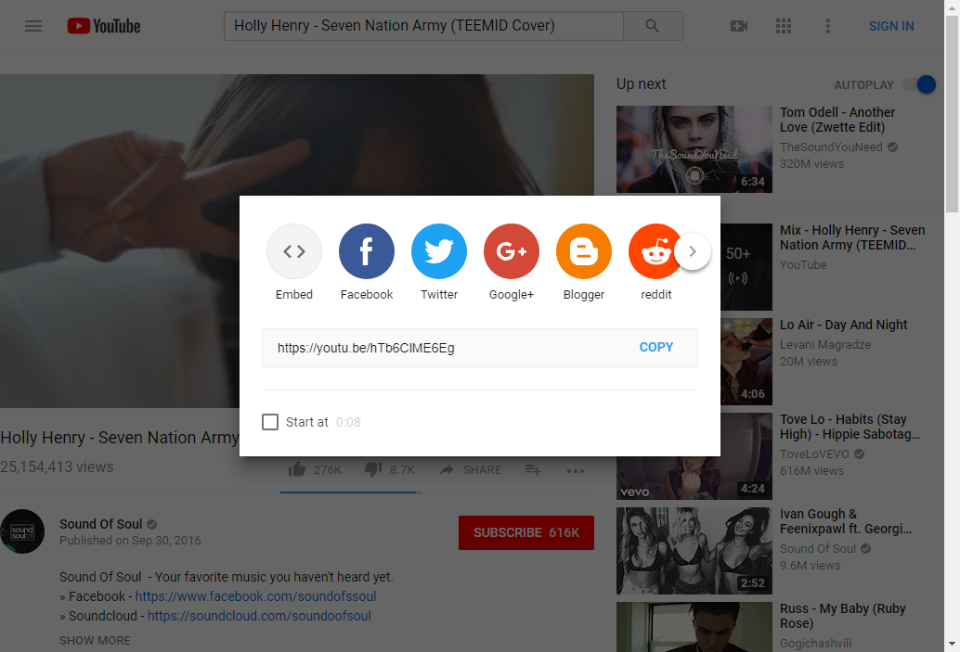 YouTube
Holly Henry - Seven Nation Army (TEEMID Cover)
SIGN IN
Up next
AUTOPLAY
TheSoundYouNeed
6:34
Tom Odell - Another
Love (Zwette Edit)
TheSoundYouNeed
320M views
50+
Mix - Holly Henry - Seven
Nation Army (TEEMID…
YouTube
4:06
Lo Air - Day And Night
Levani Magradze
20M views
vevo
4:24
Tove Lo - Habits (Stay
High) - Hippie Sabotag…
ToveLoVEVO
616M views
2:52
Ivan Gough &
Feenixpawl ft. Georgi…
Sound Of Soul
9.6M views
Russ - My Baby (Ruby
Rose)
Gogichashvili
Embed
Facebook
Twitter
Google+
Blogger
reddit
https://youtu.be/hTb6CIME6Eg
COPY
Start at 0:08
Holly Henry - Seven Nation Army
25,154,413 views
276K
8.7K
SHARE
sound
of
soul
Sound Of Soul
Published on Sep 30, 2016
SUBSCRIBE 616K
Sound Of Soul - Your favorite music you haven't heard yet.
» Facebook - https://www.facebook.com/soundofssoul
» Soundcloud - https://soundcloud.com/soundoofsoul
SHOW MORE